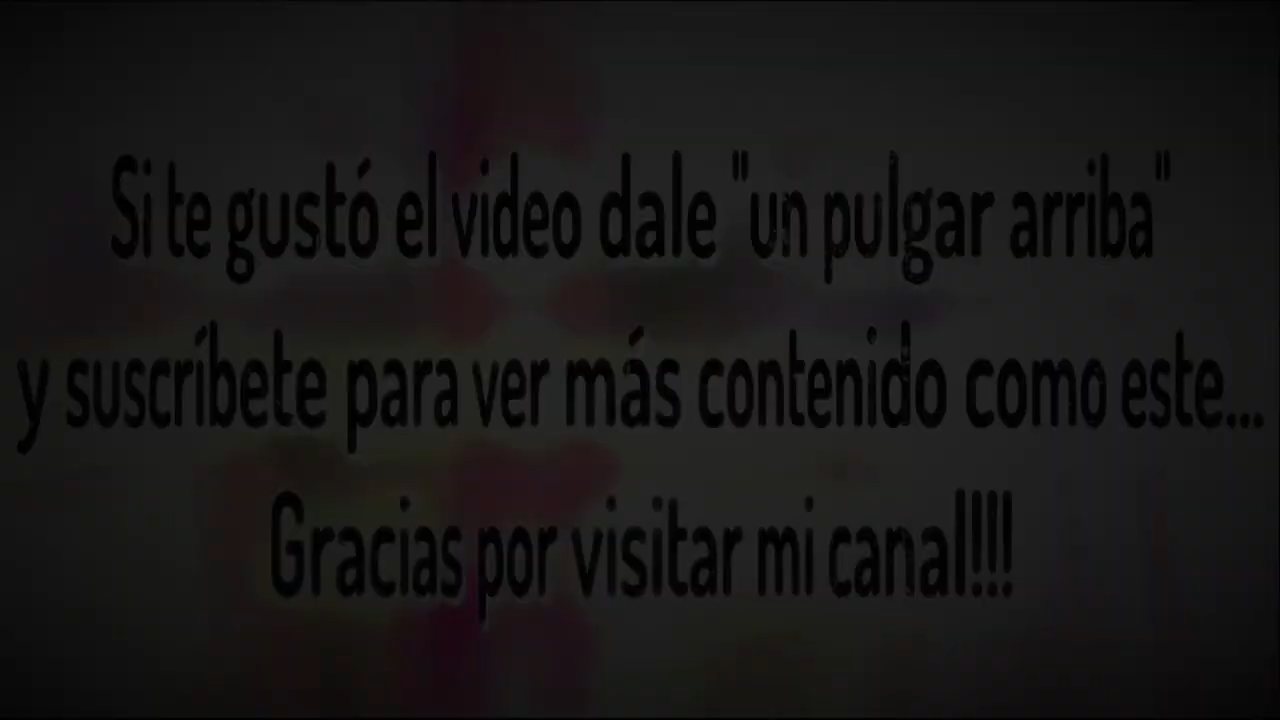 Si te gustó el video dale "un pulgar arriba"
y suscríbete para ver más contenido como este...
Gracias por visitar mi canal!!!